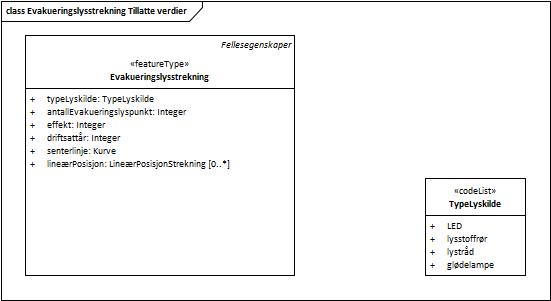 class Evakueringslysstrekning Tillatte verdier
Fellesegenskaper
«featureType»
Evakueringslysstrekning
+ typeLyskilde: TypeLyskilde
+ antallEvakueringslyspunkt: Integer
+ effekt: Integer
+ driftsattår: Integer
+ senterlinje: Kurve
+ lineærPosisjon: LineærPosisjonStrekning [0..*]
«codeList»
TypeLyskilde
+ LED
+ lysstoffrør
+ lystråd
+ glødelampe